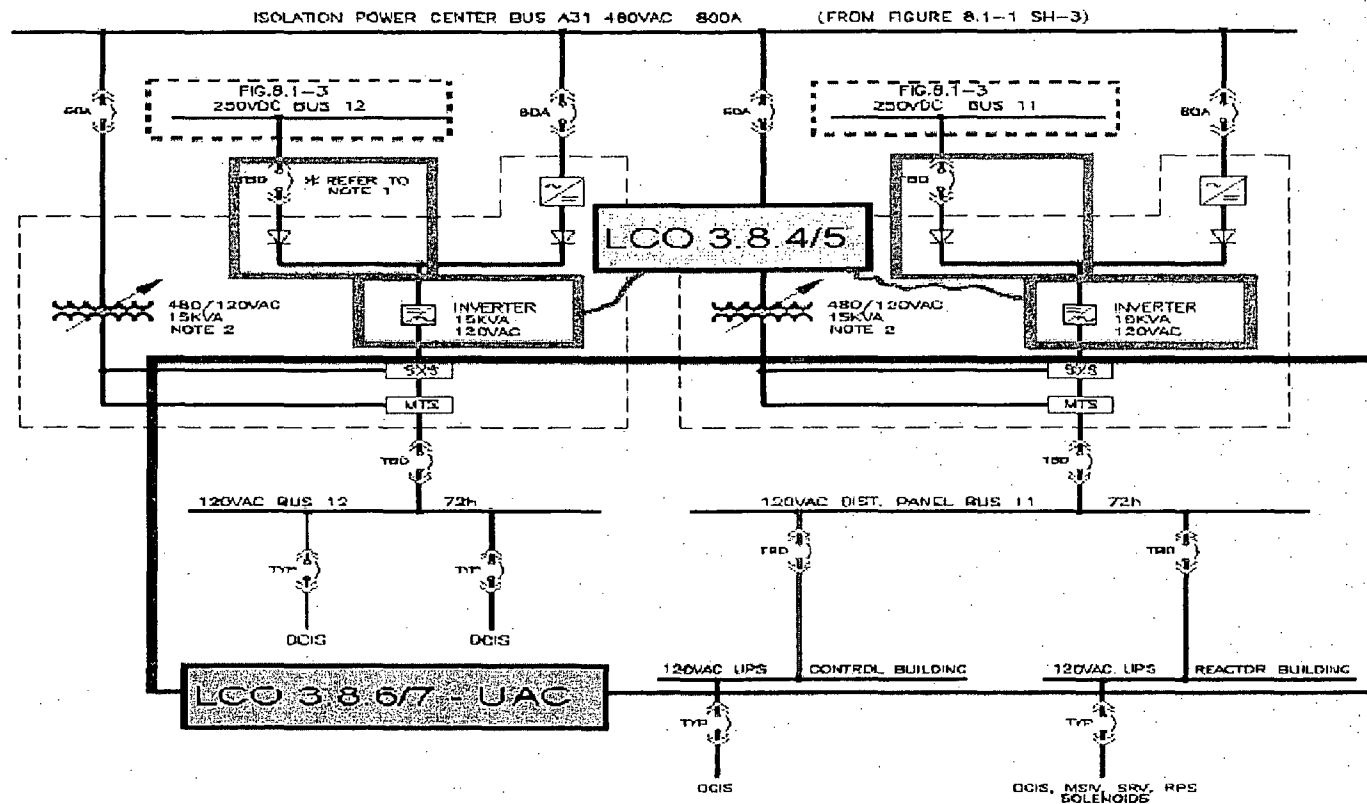 ISOLATION POWER CENTER BUS A31 480VAC 800A (FROM FIGURE 8.1-1 SH-3)
FIG.8.1-3
250VDC BUS 12
60A
80A
FIG.8.1-3
250VDC BUS 11
60A
80A
TBD
* REFER TO
NOTE 1
TBD
LCO 3.8.4/5
480/120VAC
15KVA
NOTE 2
INVERTER
15KVA
120VAC
480/120VAC
15KVA
NOTE 2
INVERTER
15KVA
120VAC
SXS
SXS
MTS
MTS
TBD
TBD
120VAC BUS 12 72h
120VAC DIST. PANEL BUS 11 72h
TYP
TYP
TBD
TBD
DCIS
DCIS
120VAC UPS CONTROL BUILDING
120VAC UPS REACTOR BUILDING
LCO 3.8.6/7 - UAC
TYP
TYP
DCIS
DCIS, MSIV, SRV, RPS
SOLENOIDS